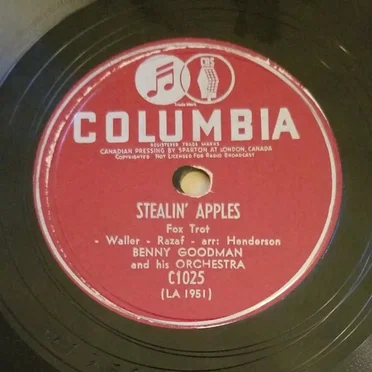 CBS
Trade Mark
COLUMBIA
REGISTERED TRADE MARKS
CANADIAN PRESSING BY SPARTON AT LONDON, CANADA
COPYRIGHTED NOT LICENSED FOR RADIO BROADCAST
STEALIN' APPLES
Fox Trot
- Waller - Razaf - arr: Henderson
BENNY GOODMAN
and his ORCHESTRA
C1025
(LA 1951)